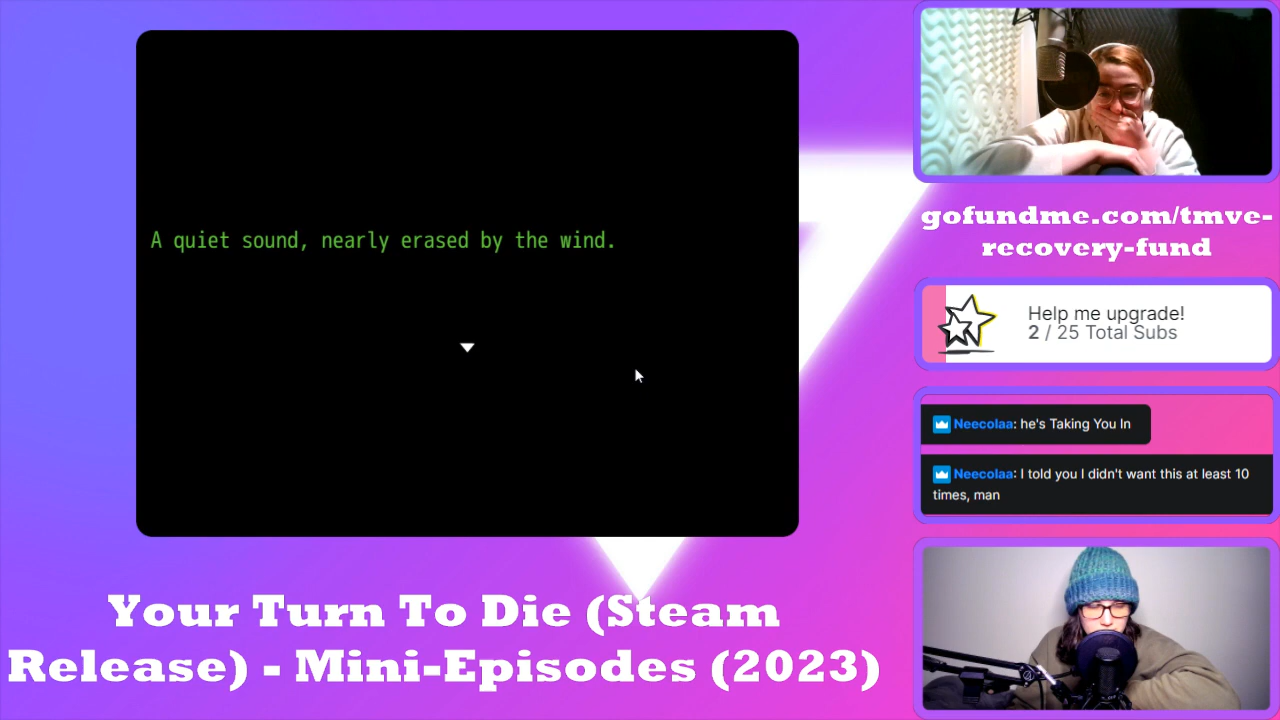 A quiet sound, nearly erased by the wind.
gofundme.com/tmve-
recovery-fund
Help me upgrade!
2 / 25 Total Subs
Neecolaa: he's Taking You In
Neecolaa: I told you I didn't want this at least 10
times, man
Your Turn To Die (Steam
Release) - Mini-Episodes (2023)